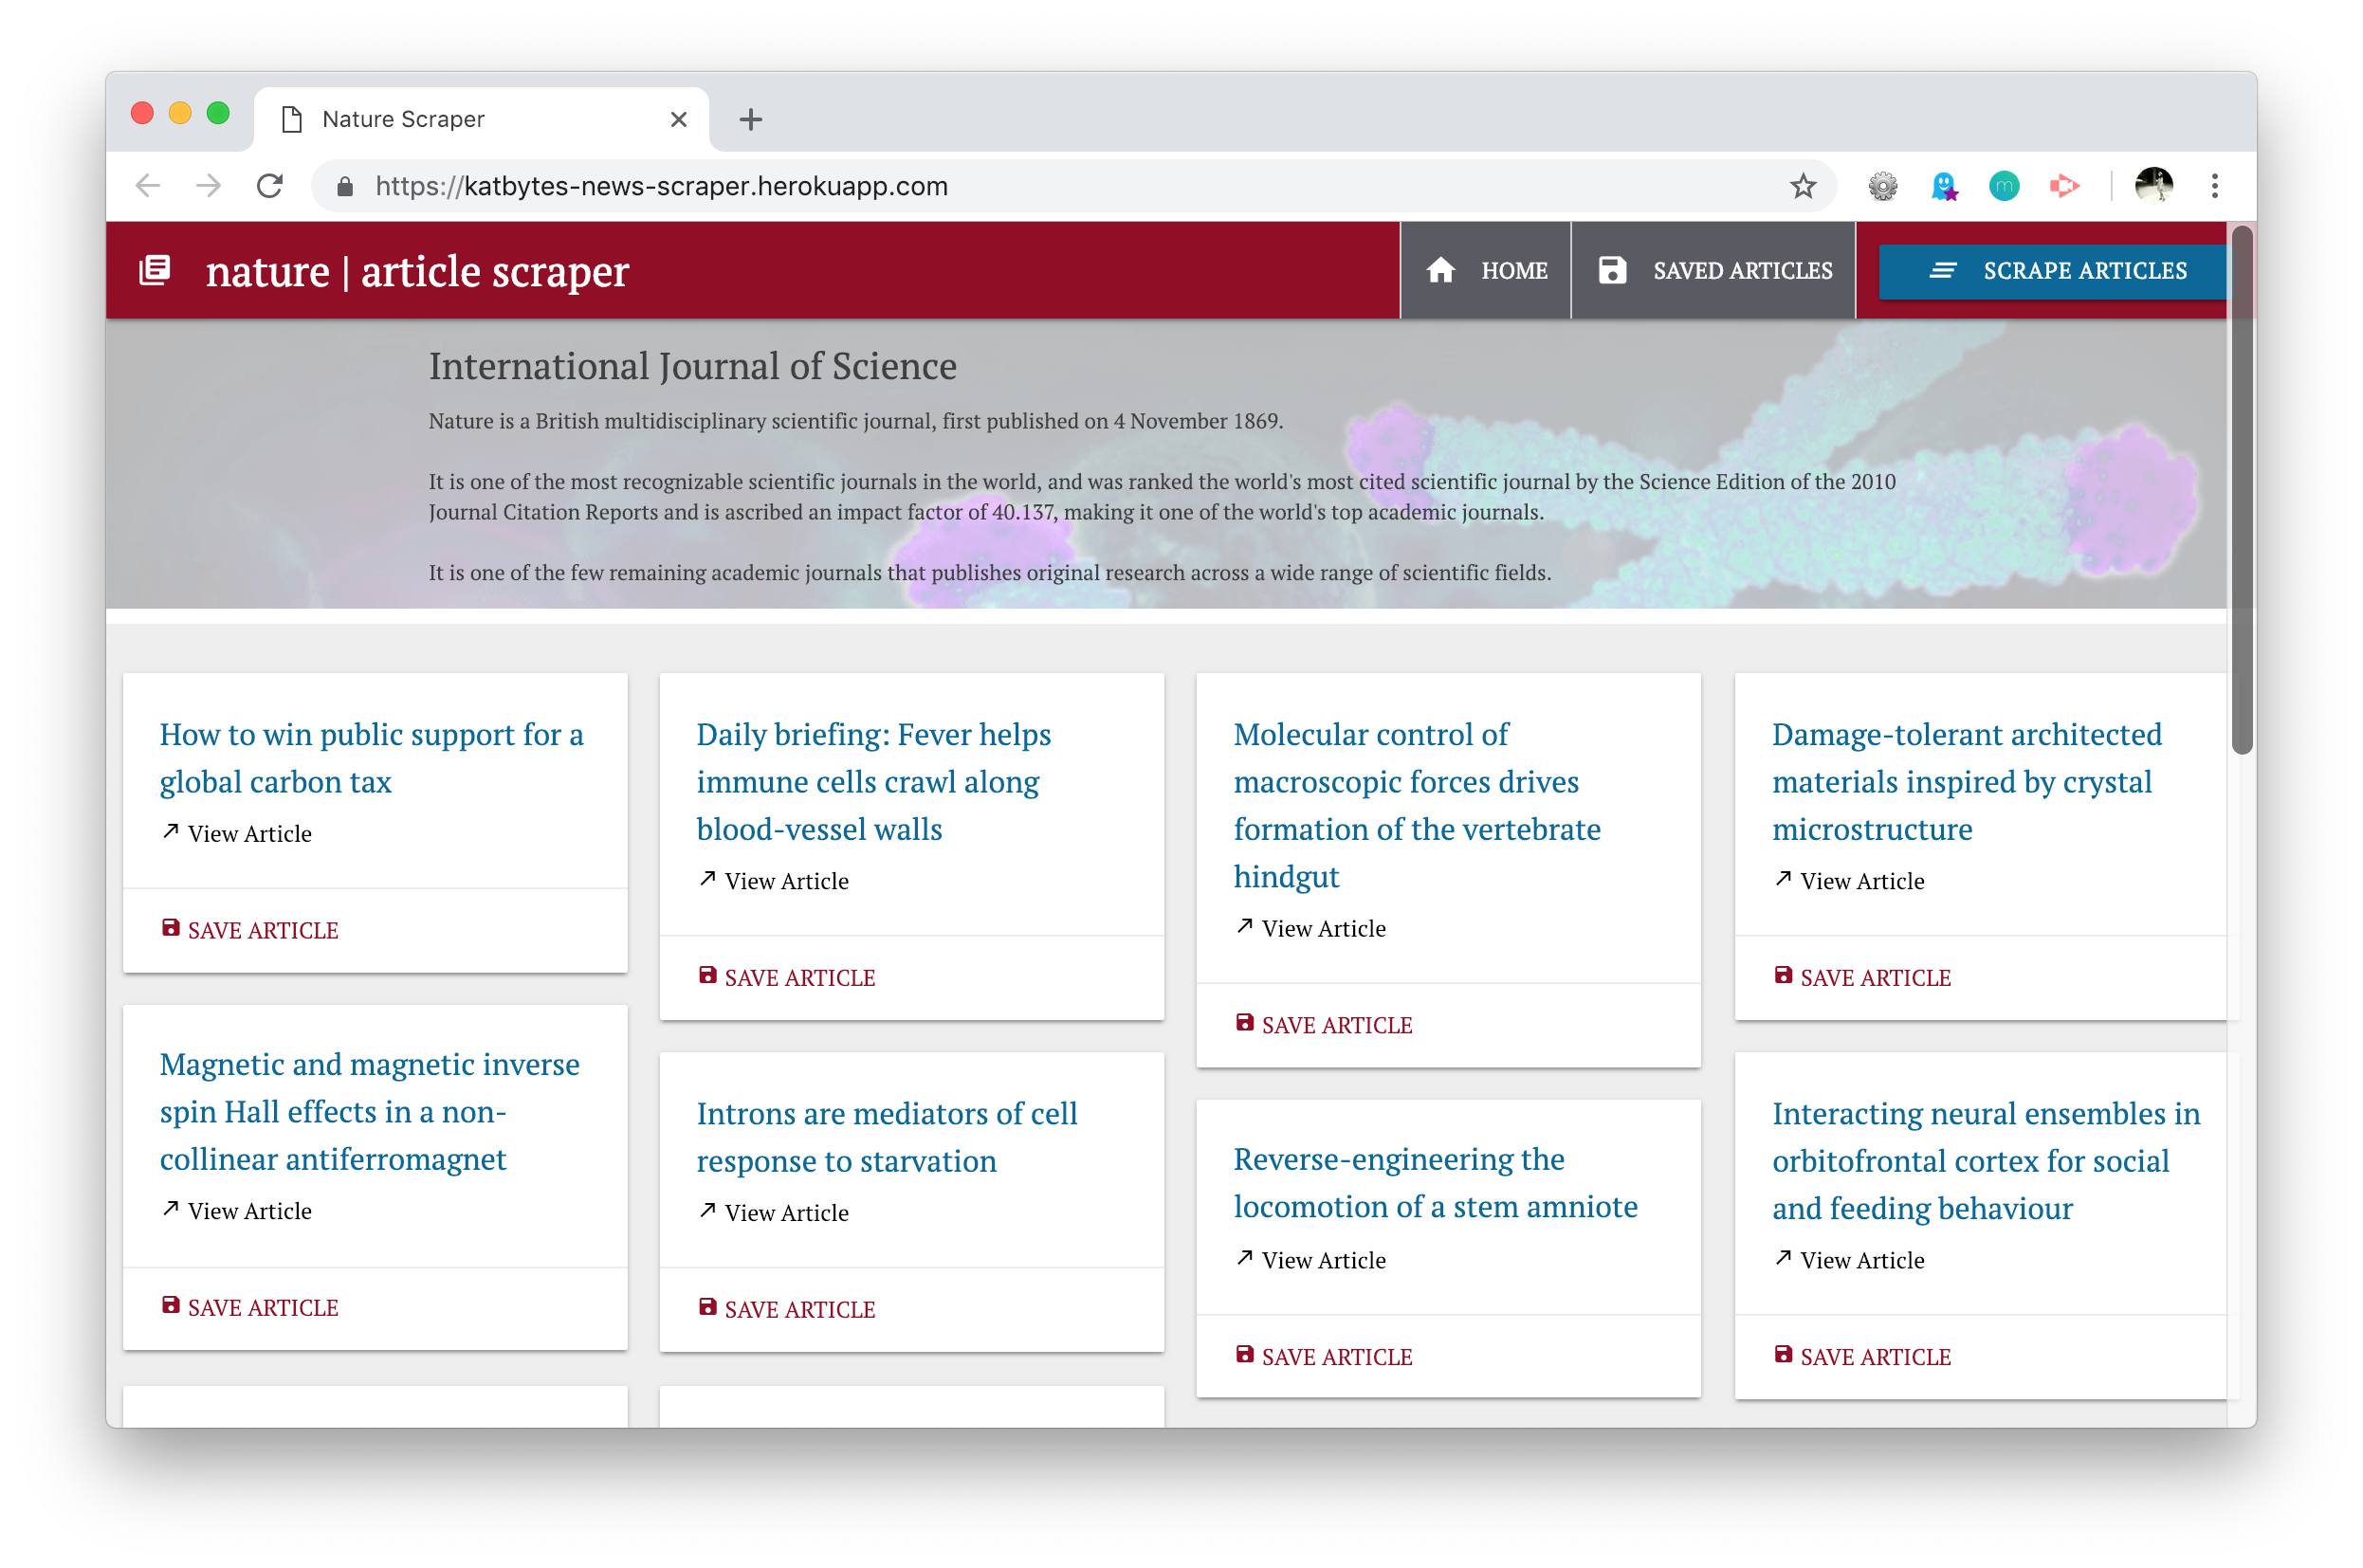 Nature Scraper
https://katbytes-news-scraper.herokuapp.com
m
nature | article scraper
HOME
SAVED ARTICLES
SCRAPE ARTICLES
International Journal of Science
Nature is a British multidisciplinary scientific journal, first published on 4 November 1869.
It is one of the most recognizable scientific journals in the world, and was ranked the world's most cited scientific journal by the Science Edition of the 2010
Journal Citation Reports and is ascribed an impact factor of 40.137, making it one of the world's top academic journals.
It is one of the few remaining academic journals that publishes original research across a wide range of scientific fields.
How to win public support for a
global carbon tax
View Article
SAVE ARTICLE
Daily briefing: Fever helps
immune cells crawl along
blood-vessel walls
View Article
SAVE ARTICLE
Molecular control of
macroscopic forces drives
formation of the vertebrate
hindgut
View Article
SAVE ARTICLE
Damage-tolerant architected
materials inspired by crystal
microstructure
View Article
SAVE ARTICLE
Magnetic and magnetic inverse
spin Hall effects in a non-
collinear antiferromagnet
View Article
SAVE ARTICLE
Introns are mediators of cell
response to starvation
View Article
SAVE ARTICLE
Reverse-engineering the
locomotion of a stem amniote
View Article
SAVE ARTICLE
Interacting neural ensembles in
orbitofrontal cortex for social
and feeding behaviour
View Article
SAVE ARTICLE